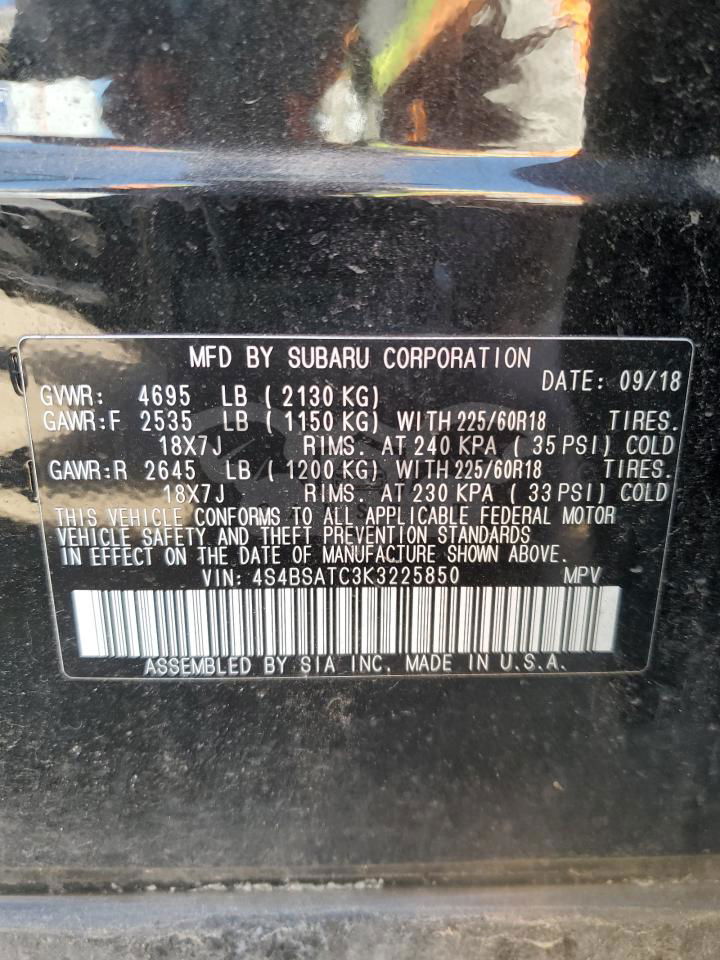 MFD BY SUBARU CORPORATION
DATE: 09/18
GVWR: 4695 LB ( 2130 KG)
GAWR:F 2535 LB ( 1150 KG) WITH 225/60R18 TIRES.
18X7J RIMS. AT 240 KPA ( 35 PSI) COLD
GAWR:R 2645 LB ( 1200 KG) WITH 225/60R18 TIRES.
18X7J RIMS. AT 230 KPA ( 33 PSI) COLD
THIS VEHICLE CONFORMS TO ALL APPLICABLE FEDERAL MOTOR
VEHICLE SAFETY AND THEFT PREVENTION STANDARDS
IN EFFECT ON THE DATE OF MANUFACTURE SHOWN ABOVE.
VIN: 4S4BSATC3K3225850 MPV
ASSEMBLED BY SIA INC. MADE IN U.S.A.